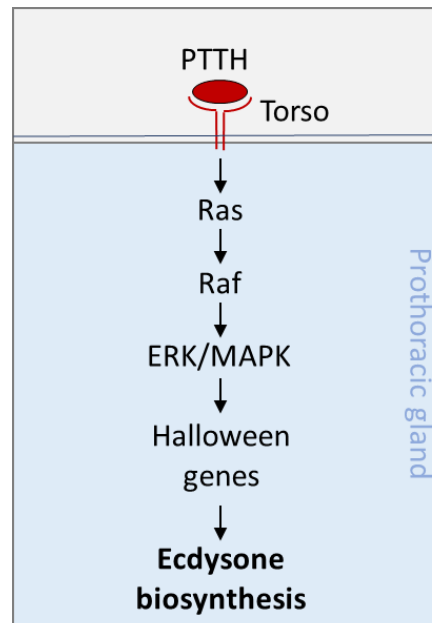 PTTH
Torso
Ras
Raf
ERK/MAPK
Halloween
genes
Ecdysone
biosynthesis
Prothoracic gland